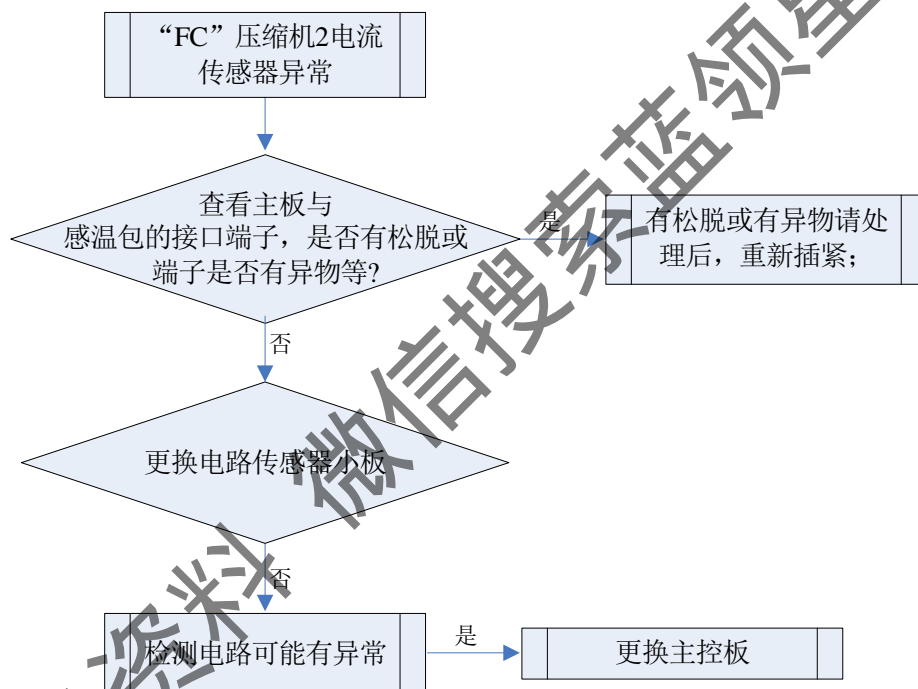 “FC”压缩机2电流
传感器异常
查看主板与
感温包的接口端子，是否有松脱或
端子是否有异物等?
是
有松脱或有异物请处
理后，重新插紧；
否
更换电路传感器小板
否
检测电路可能有异常
是
更换主控板
资料 微信搜索蓝领星